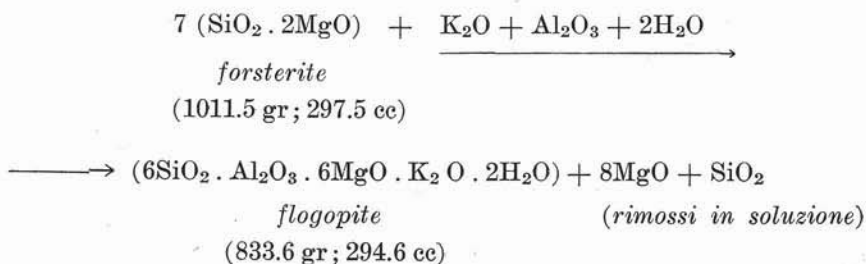 7 (SiO₂ . 2MgO) + K₂O + Al₂O₃ + 2H₂O
forsterite
(1011.5 gr ; 297.5 cc)
⟶ (6SiO₂ . Al₂O₃ . 6MgO . K₂ O . 2H₂O) + 8MgO + SiO₂
flogopite (rimossi in soluzione)
(833.6 gr ; 294.6 cc)